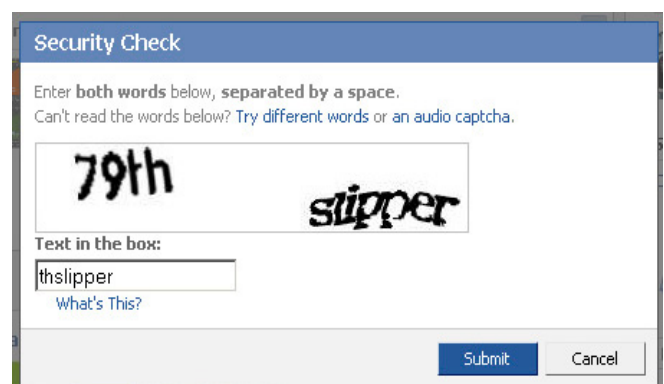 Security Check
Enter both words below, separated by a space.
Can't read the words below? Try different words or an audio captcha.
79th
slipper
Text in the box:
thslipper
What's This?
Submit
Cancel